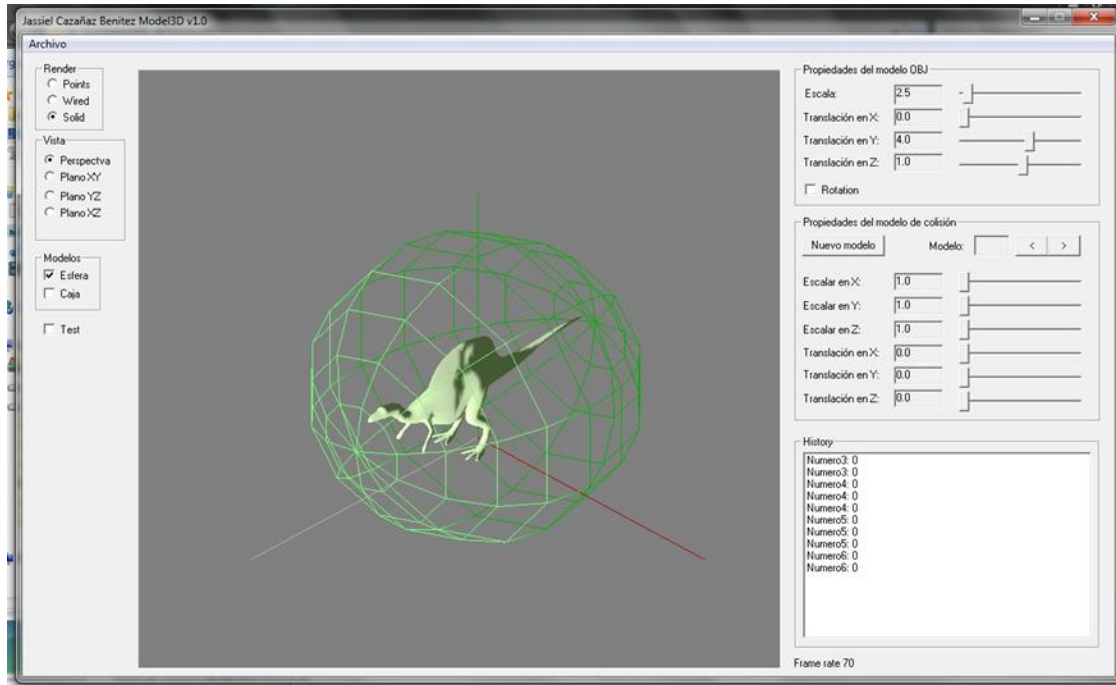 Jassiel Cazañaz Benitez Model3D v1.0
Archivo
Render
Points
Wired
Solid
Vista
Perspectva
Plano XY
Plano YZ
Plano XZ
Modelos
Esfera
Caja
Test
Propiedades del modelo OBJ
Escala: 2.5
Translación en X: 0.0
Translación en Y: 4.0
Translación en Z: 1.0
Rotation
Propiedades del modelo de colisión
Nuevo modelo Modelo: < >
Escalar en X: 1.0
Escalar en Y: 1.0
Escalar en Z: 1.0
Translación en X: 0.0
Translación en Y: 0.0
Translación en Z: 0.0
History
Numero3: 0
Numero3: 0
Numero4: 0
Numero4: 0
Numero4: 0
Numero5: 0
Numero5: 0
Numero5: 0
Numero6: 0
Numero6: 0
Frame rate 70